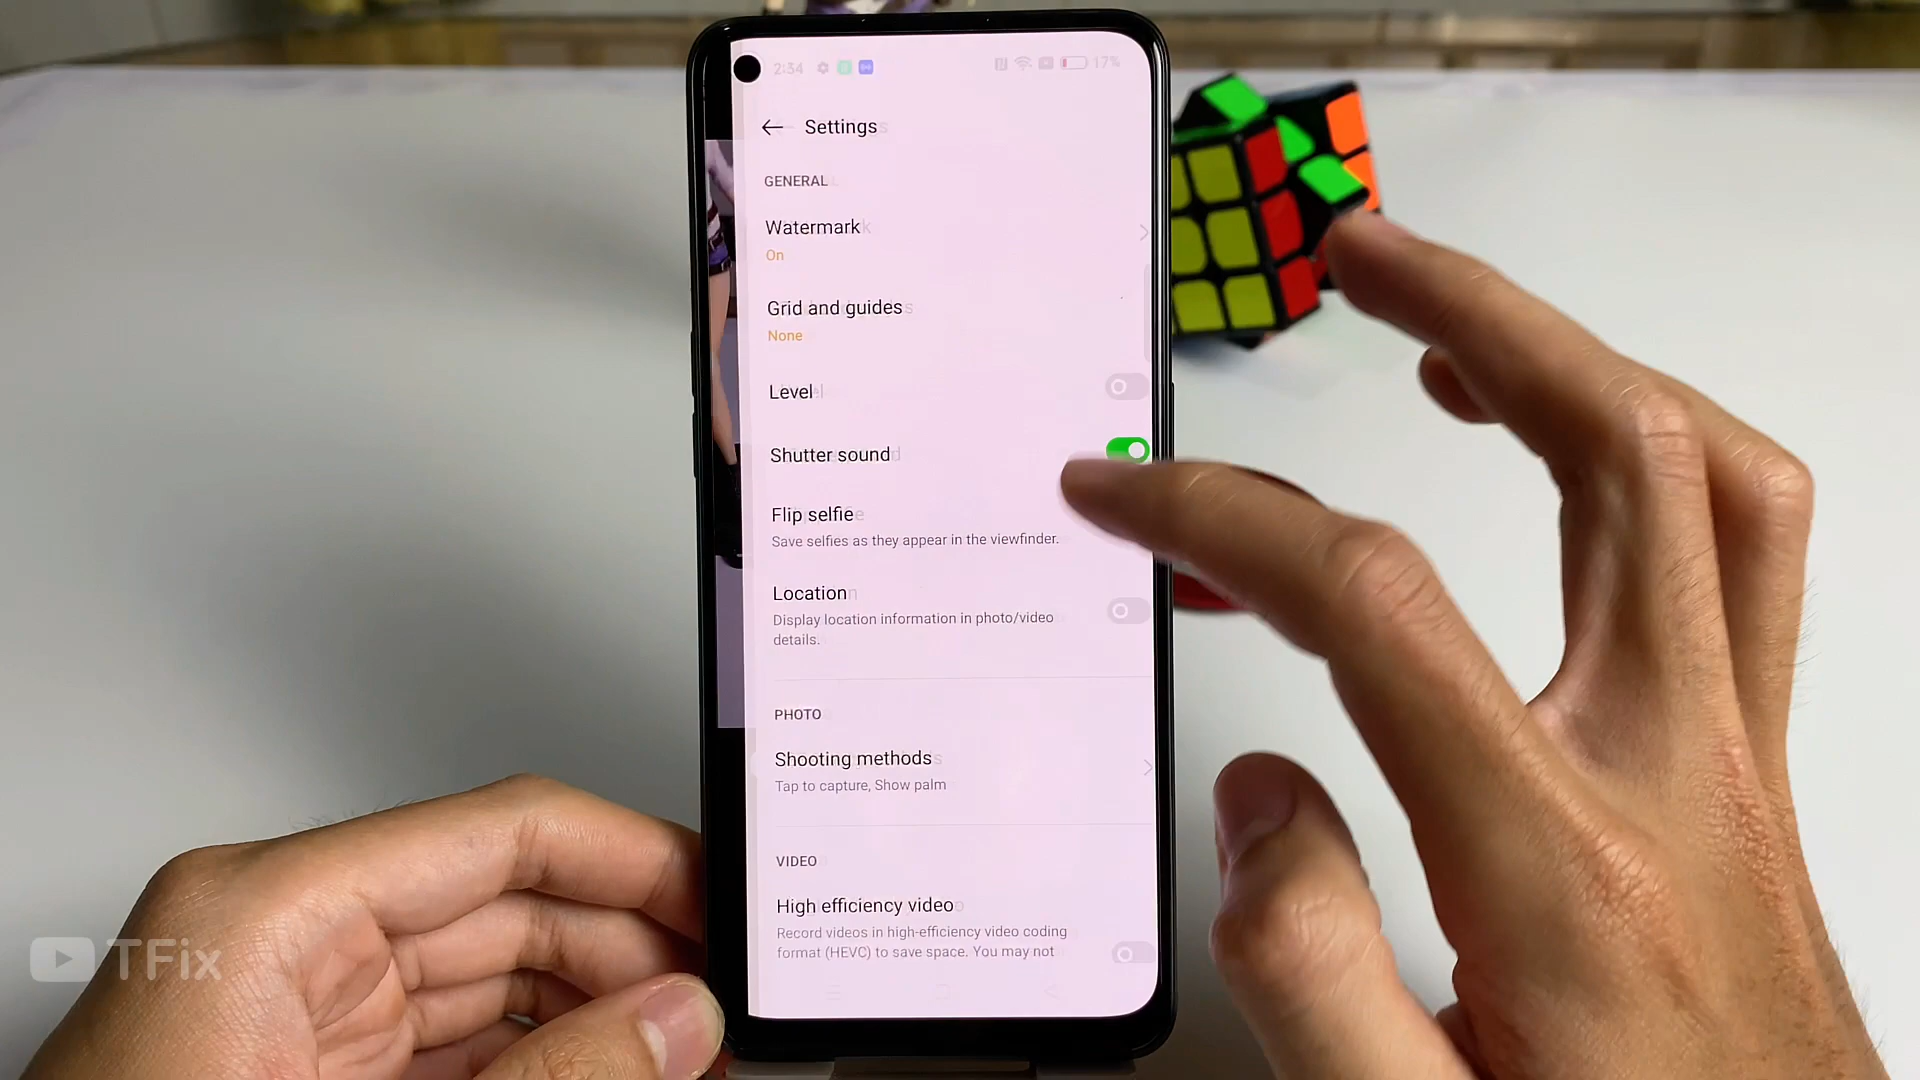 2:34
17%
Settings
GENERAL
Watermark
On
Grid and guides
None
Level
Shutter sound
Flip selfie
Save selfies as they appear in the viewfinder.
Location
Display location information in photo/video
details.
PHOTO
Shooting methods
Tap to capture, Show palm
VIDEO
High efficiency video
Record videos in high-efficiency video coding
format (HEVC) to save space. You may not
TFix